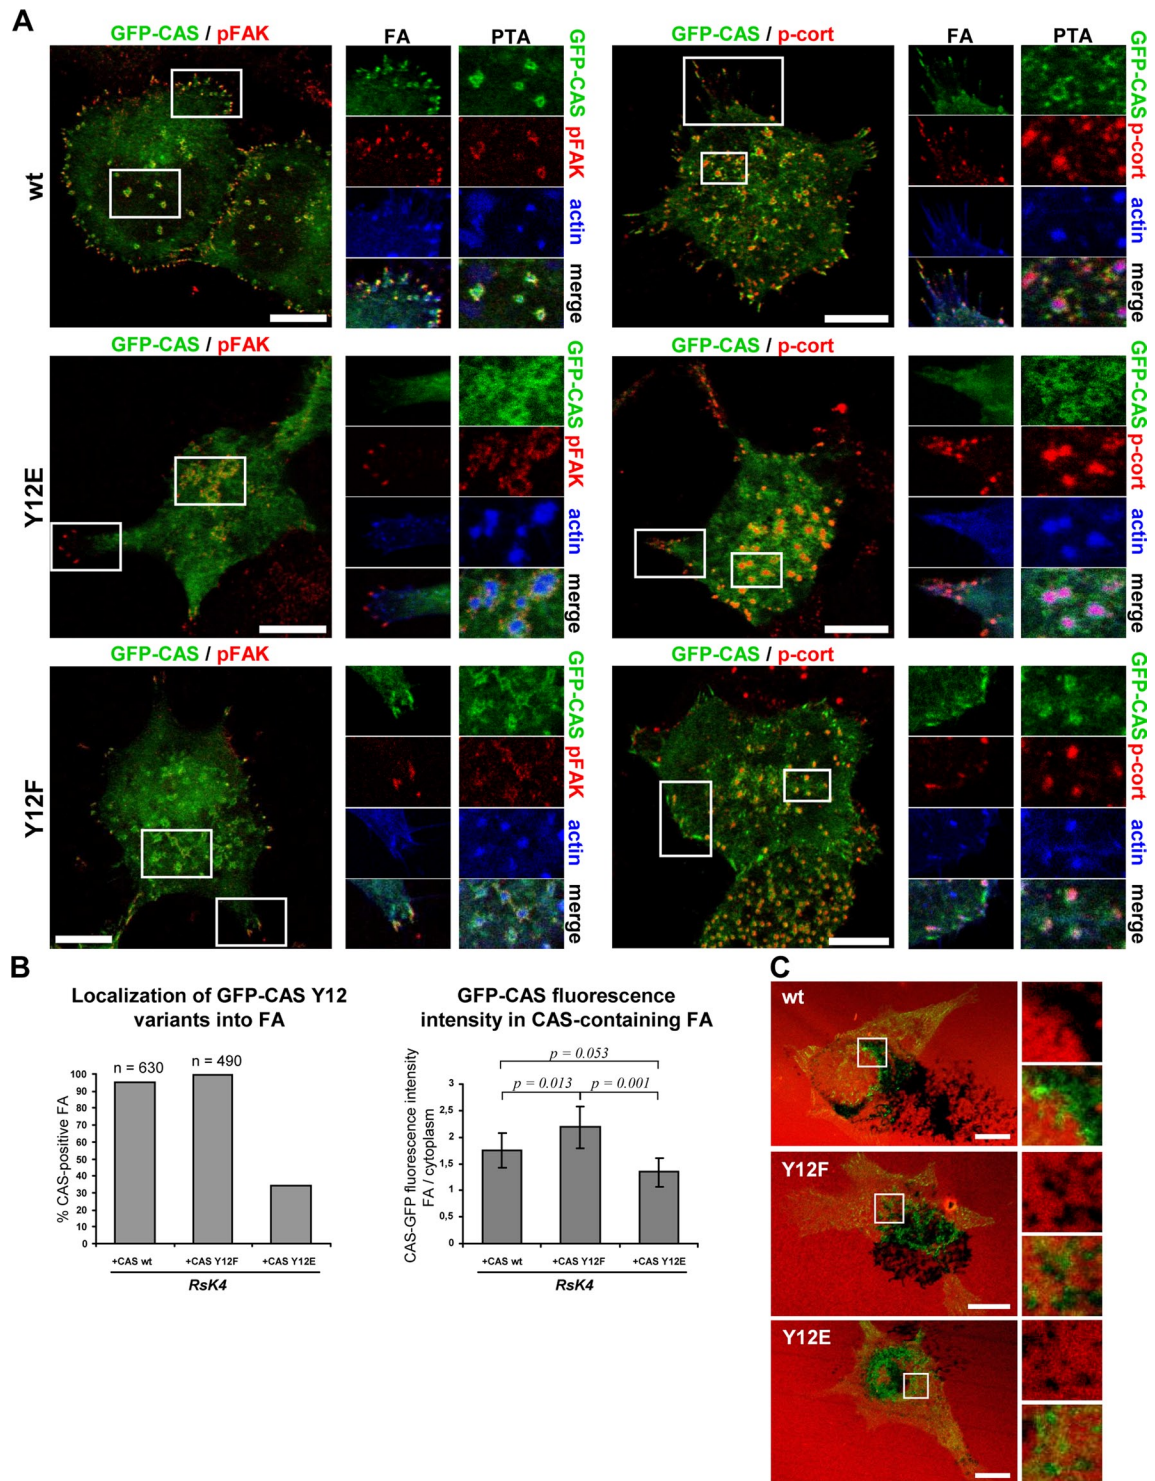 A
GFP-CAS / pFAK
FA
PTA
GFP-CAS
pFAK
actin
merge
wt
GFP-CAS / p-cort
FA
PTA
GFP-CAS
p-cort
actin
merge
GFP-CAS / pFAK
GFP-CAS
pFAK
actin
merge
Y12E
GFP-CAS / p-cort
GFP-CAS
p-cort
actin
merge
GFP-CAS / pFAK
GFP-CAS
pFAK
actin
merge
Y12F
GFP-CAS / p-cort
GFP-CAS
p-cort
actin
merge
B
Localization of GFP-CAS Y12
variants into FA
n = 630
n = 490
% CAS-positive FA
100
90
80
70
60
50
40
30
20
10
0
+CAS wt
+CAS Y12F
+CAS Y12E
RsK4
GFP-CAS fluorescence
intensity in CAS-containing FA
p = 0.053
p = 0.013
p = 0.001
CAS-GFP fluorescence intensity
FA / cytoplasm
3
2,5
2
1,5
1
0,5
0
+CAS wt
+CAS Y12F
+CAS Y12E
RsK4
C
wt
Y12F
Y12E